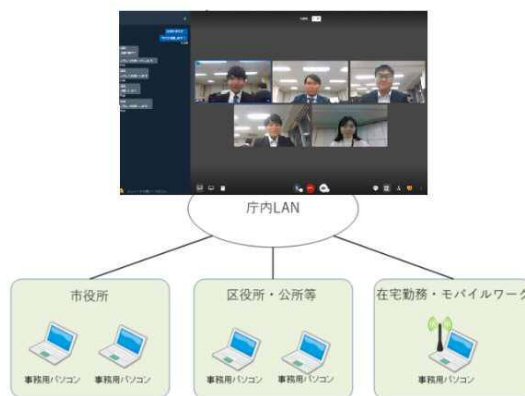 庁内LAN
市役所
区役所・公所等
在宅勤務・モバイルワーク
事務用パソコン
事務用パソコン
事務用パソコン
事務用パソコン
事務用パソコン